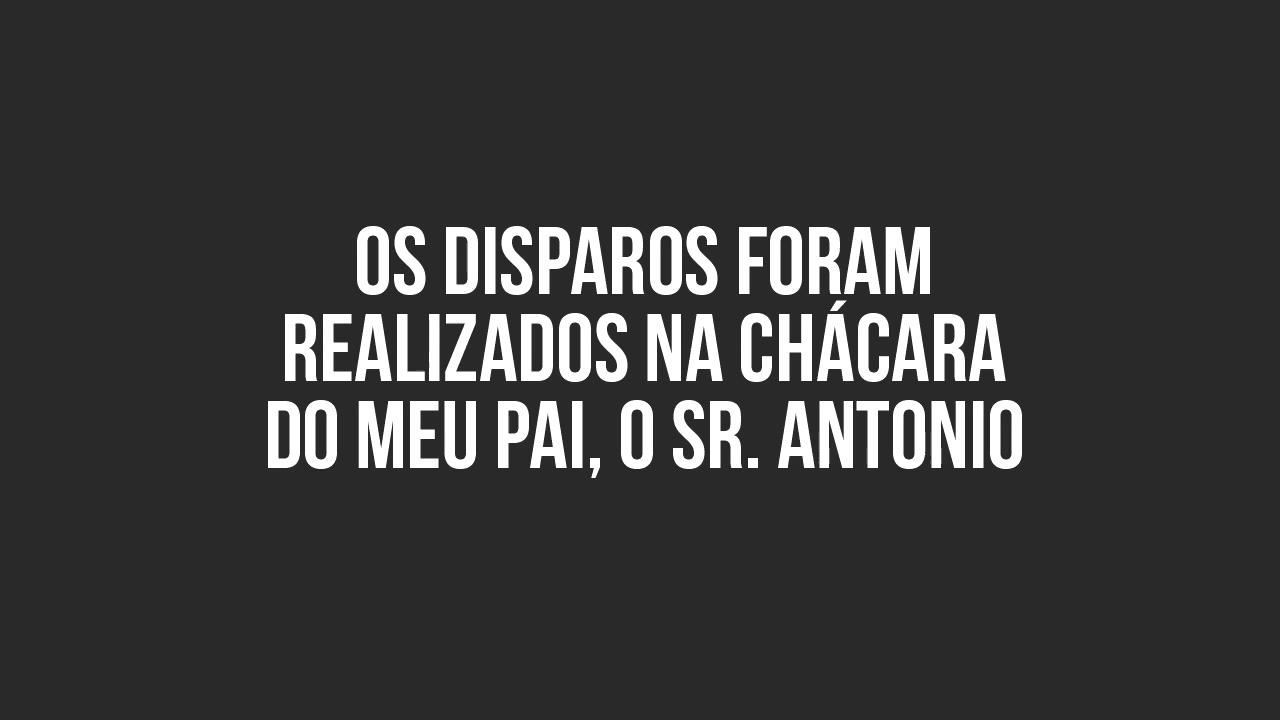 OS DISPAROS FORAM
REALIZADOS NA CHÁCARA
DO MEU PAI, O SR. ANTONIO